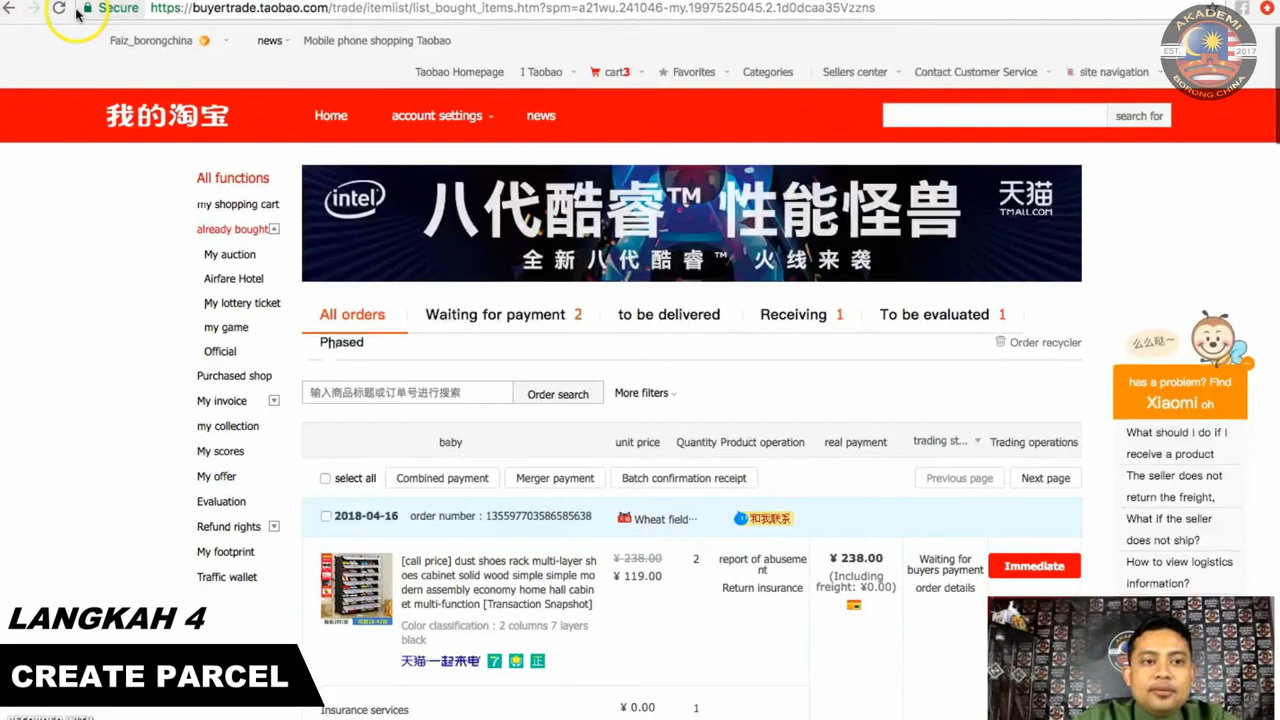 Secure
https://buyertrade.taobao.com/trade/itemlist/list_bought_items.htm?spm=a21wu.241046-my.1997525045.2.1d0dcaa35Vzzns
AKADEMI
EST. 2017
BORONG CHINA
Faiz_borongchina
news
Mobile phone shopping Taobao
Taobao Homepage
I Taobao
cart3
Favorites
Categories
Sellers center
Contact Customer Service
site navigation
我的淘宝
Home
account settings
news
search for
All functions
my shopping cart
already bought
My auction
Airfare Hotel
My lottery ticket
my game
Official
Purchased shop
My invoice
my collection
My scores
My offer
Evaluation
Refund rights
My footprint
Traffic wallet
intel
八代酷睿™ 性能怪兽
全新八代酷睿™火线来袭
天猫
TMALL.COM
All orders
Waiting for payment 2
to be delivered
Receiving 1
To be evaluated 1
Phased
Order recycler
输入商品标题或订单号进行搜索
Order search
More filters
baby
unit price
Quantity
Product operation
real payment
trading st...
Trading operations
select all
Combined payment
Merger payment
Batch confirmation receipt
Previous page
Next page
2018-04-16
order number : 135597703586585638
Wheat field···
和我联系
[call price] dust shoes rack multi-layer sh
oes cabinet solid wood simple simple mo
dern assembly economy home hall cabin
et multi-function [Transaction Snapshot]
Color classification : 2 columns 7 layers
black
天猫·一起来电
7
正
¥ 238.00
¥ 119.00
2
report of abuseme
nt
Return insurance
¥ 238.00
(Including
freight: ¥0.00)
Waiting for
buyers payment
order details
Immediate
Insurance services
¥ 0.00
1
么么哒~
has a problem? Find
Xiaomi oh
What should I do if I
receive a product
The seller does not
return the freight,
What if the seller
does not ship?
How to view logistics
information?
LANGKAH 4
CREATE PARCEL